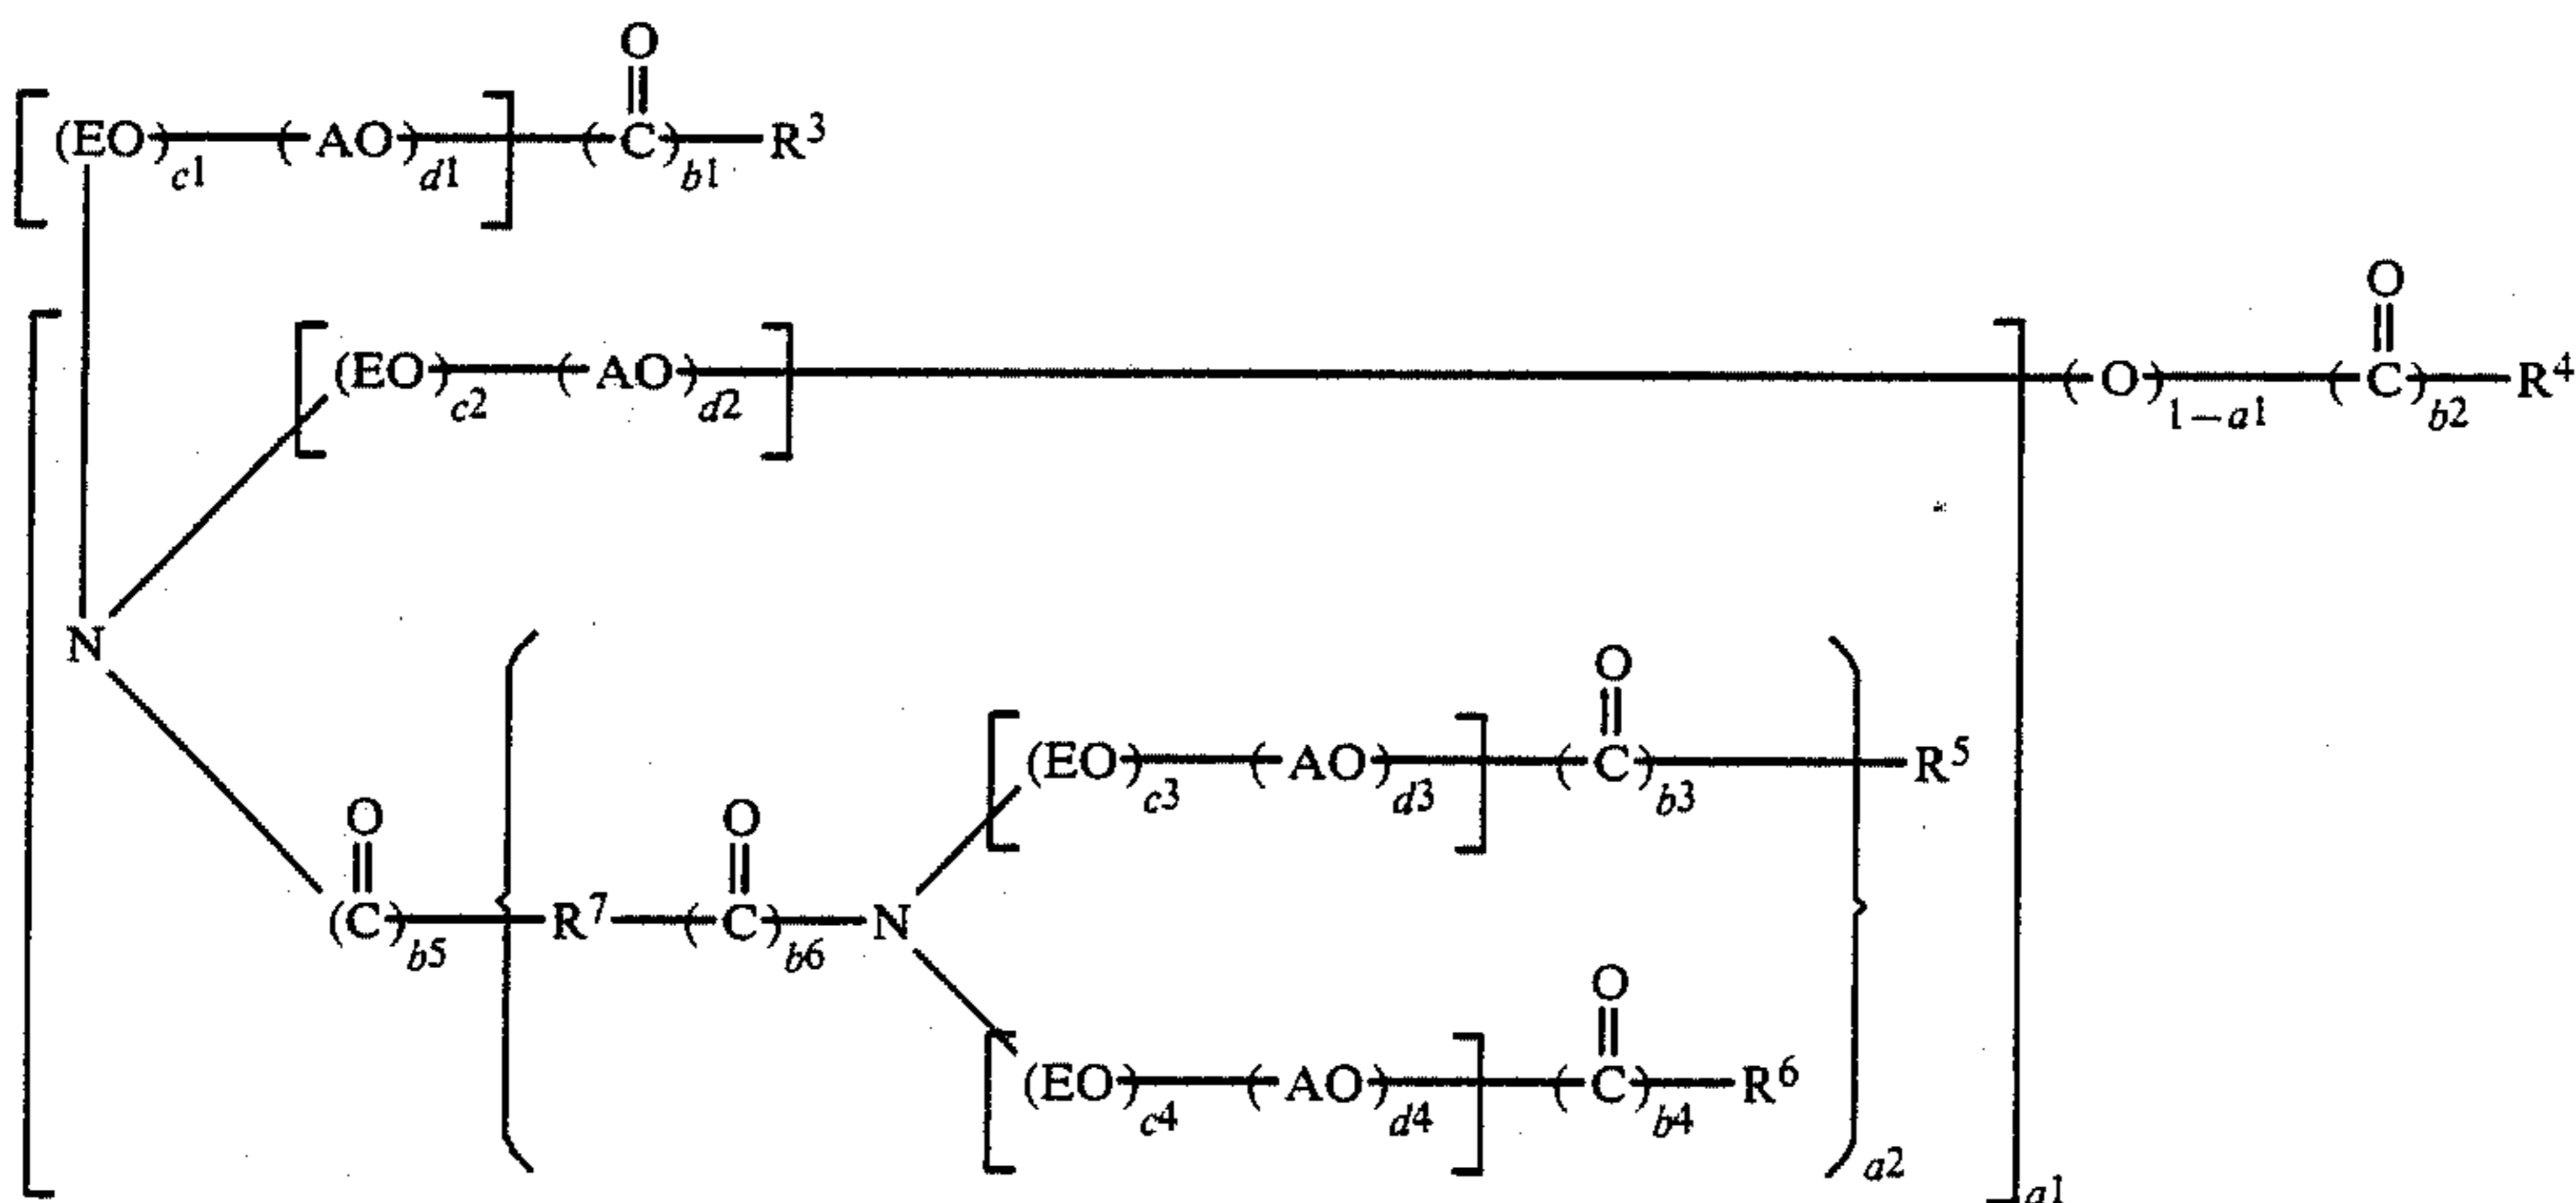 O
(EO)c1 (AO)d1 (C)b1 R3
O
(EO)c2 (AO)d2 (O)1−a1 (C)b2 R4
N
O
(EO)c3 (AO)d3 (C)b3 R5
O O
(C)b5 R7 (C)b6 N
O
(EO)c4 (AO)d4 (C)b4 R6
a2
a1